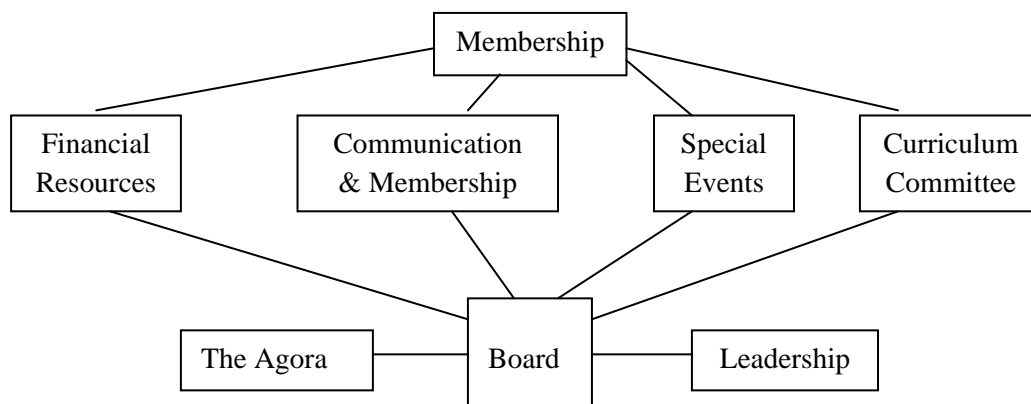 Membership
Financial
Resources
Communication
& Membership
Special
Events
Curriculum
Committee
The Agora
Board
Leadership